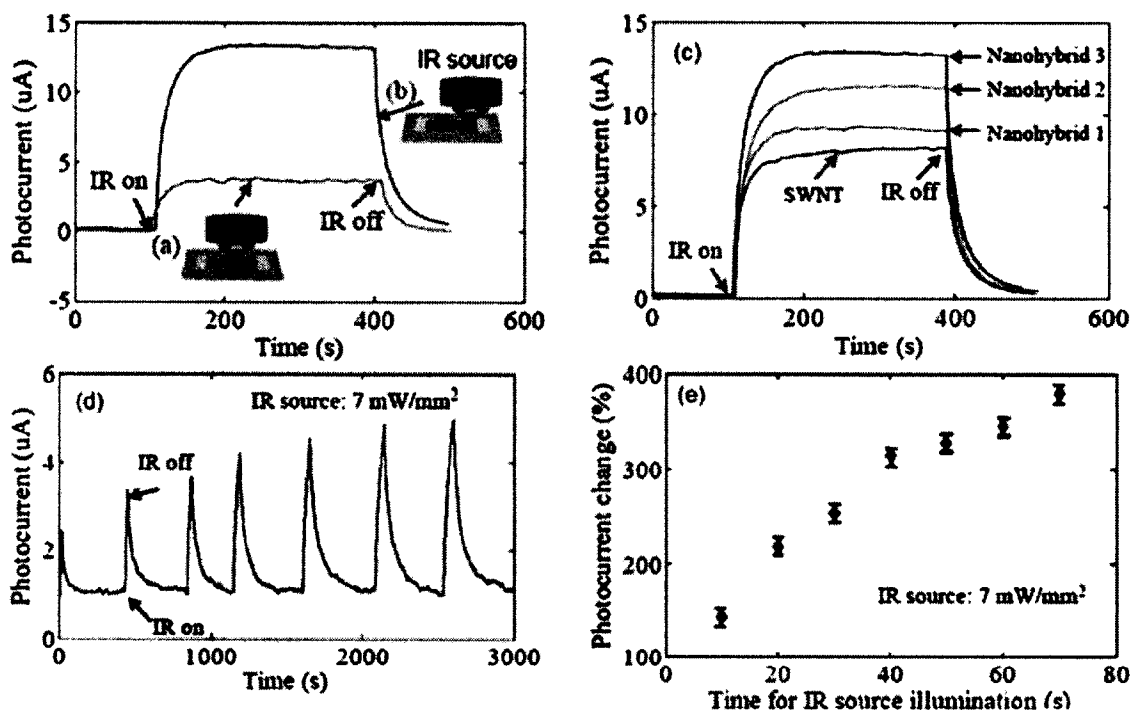 15
10
5
0
-5
Photocurrent (uA)
IR source
(b)
IR on
IR off
(a)
0
200
400
600
Time (s)
(c)
15
10
5
0
Photocurrent (uA)
Nanohybrid 3
Nanohybrid 2
Nanohybrid 1
SWNT
IR off
IR on
0
200
400
600
Time (s)
(d)
6
4
2
0
Photocurrent (uA)
IR source: 7 mW/mm²
IR off
IR on
0
1000
2000
3000
Time (s)
(e)
400
300
200
100
Photocurrent change (%)
IR source: 7 mW/mm²
20
40
60
80
Time for IR source illumination (s)